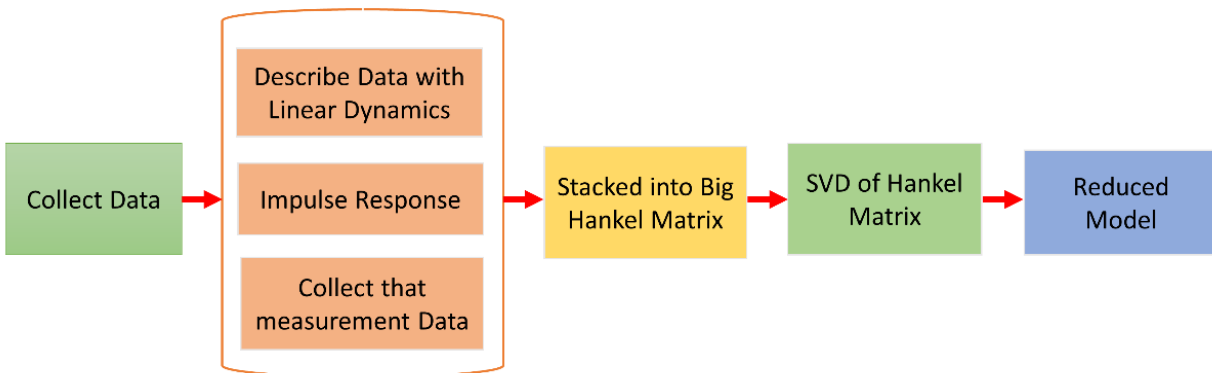 Collect Data
Describe Data with
Linear Dynamics
Impulse Response
Collect that
measurement Data
Stacked into Big
Hankel Matrix
SVD of Hankel
Matrix
Reduced
Model